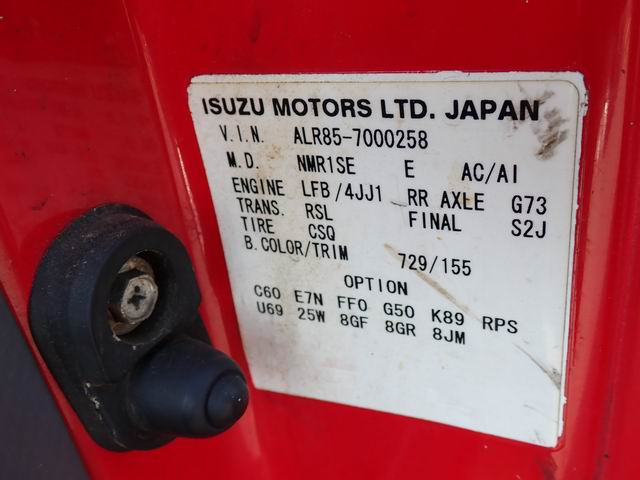 ISUZU MOTORS LTD. JAPAN
V.I.N. ALR85-7000258
M.D. NMR1SE E AC/AI
ENGINE LFB/4JJ1 RR AXLE G73
TRANS. RSL FINAL S2J
TIRE CSQ
B.COLOR/TRIM 729/155
OPTION
C60 E7N FF0 G50 K89 RPS
U69 25W 8GF 8GR 8JM